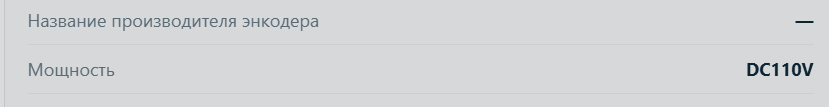 Название производителя энкодера —
Мощность DC110V